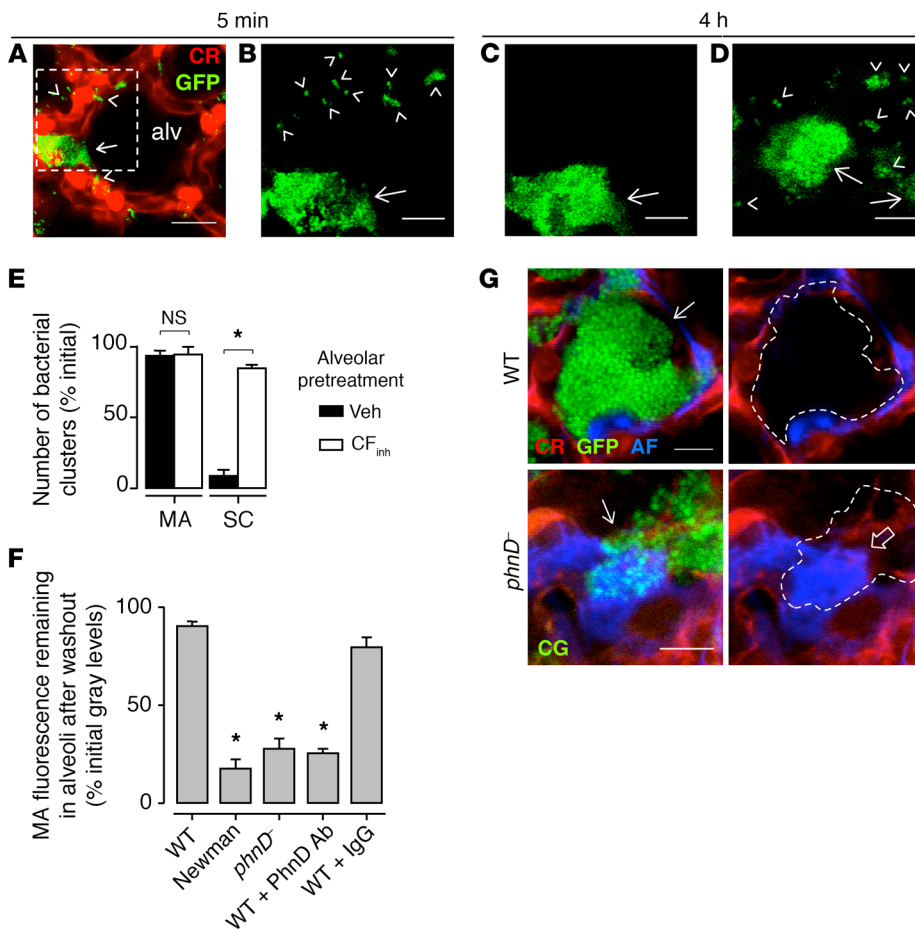 5 min
4 h
A
CR
GFP
alv
B
C
D
E
Number of bacterial
clusters (% initial)
100
50
0
NS
*
MA
SC
Alveolar
pretreatment
Veh
CFinh
F
MA fluorescence remaining
in alveoli after washout
(% initial gray levels)
100
50
0
*
*
*
WT
Newman
phnD–
WT + PhnD Ab
WT + IgG
G
WT
CR GFP AF
phnD–
CG